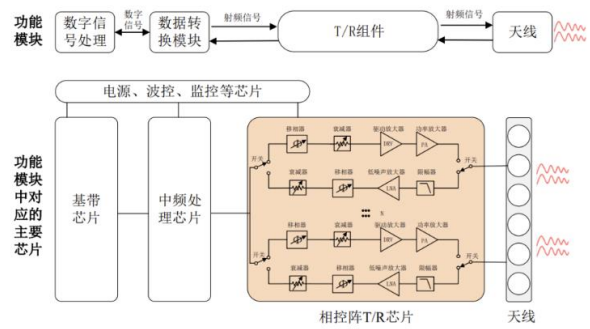 功能
模块
数字信
号处理
数字
信号
数据转
换模块
射频信号
T/R组件
射频信号
天线
电源、波控、监控等芯片
功能
模块
中对
应的
主要
芯片
基带
芯片
中频处
理芯片
移相器
衰减器
驱动放大器
功率放大器
开关
DRV
PA
开关
衰减器
移相器
低噪声放大器
限幅器
LNA
x
移相器
衰减器
驱动放大器
功率放大器
开关
DRV
PA
开关
衰减器
移相器
低噪声放大器
限幅器
LNA
相控阵T/R芯片
天线